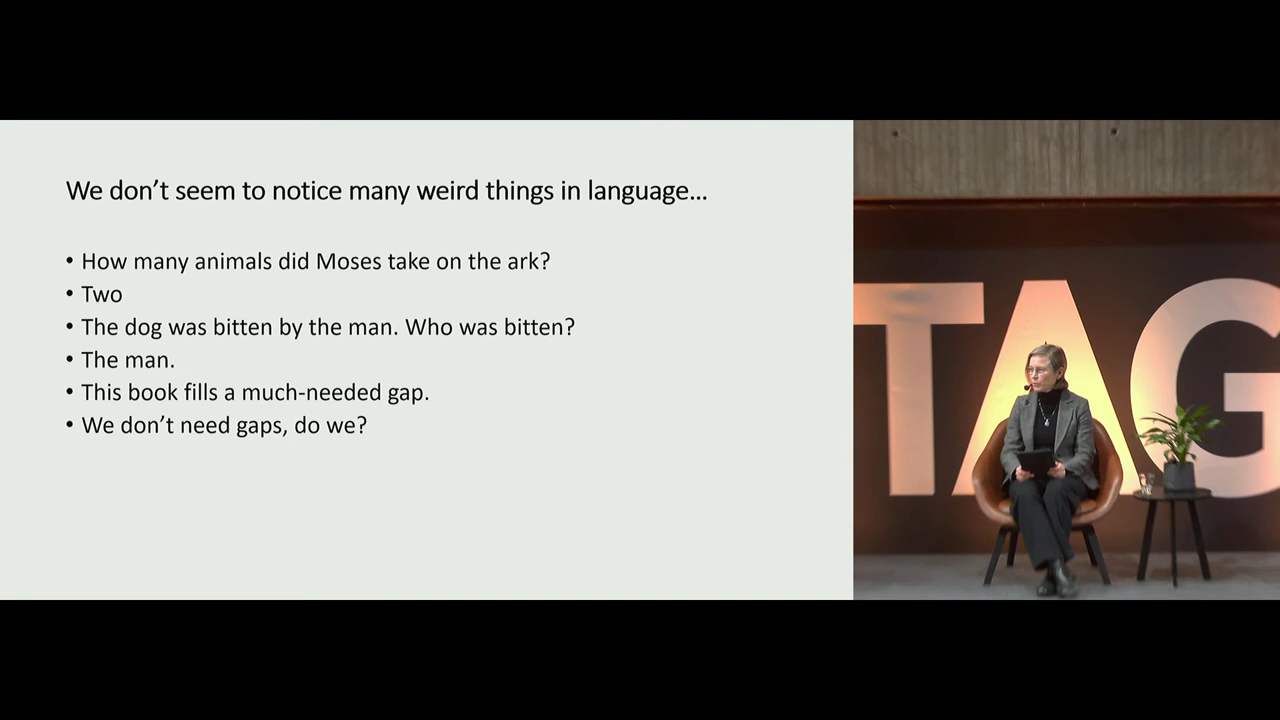 We don't seem to notice many weird things in language...
• How many animals did Moses take on the ark?
• Two
• The dog was bitten by the man. Who was bitten?
• The man.
• This book fills a much-needed gap.
• We don't need gaps, do we?
TAG